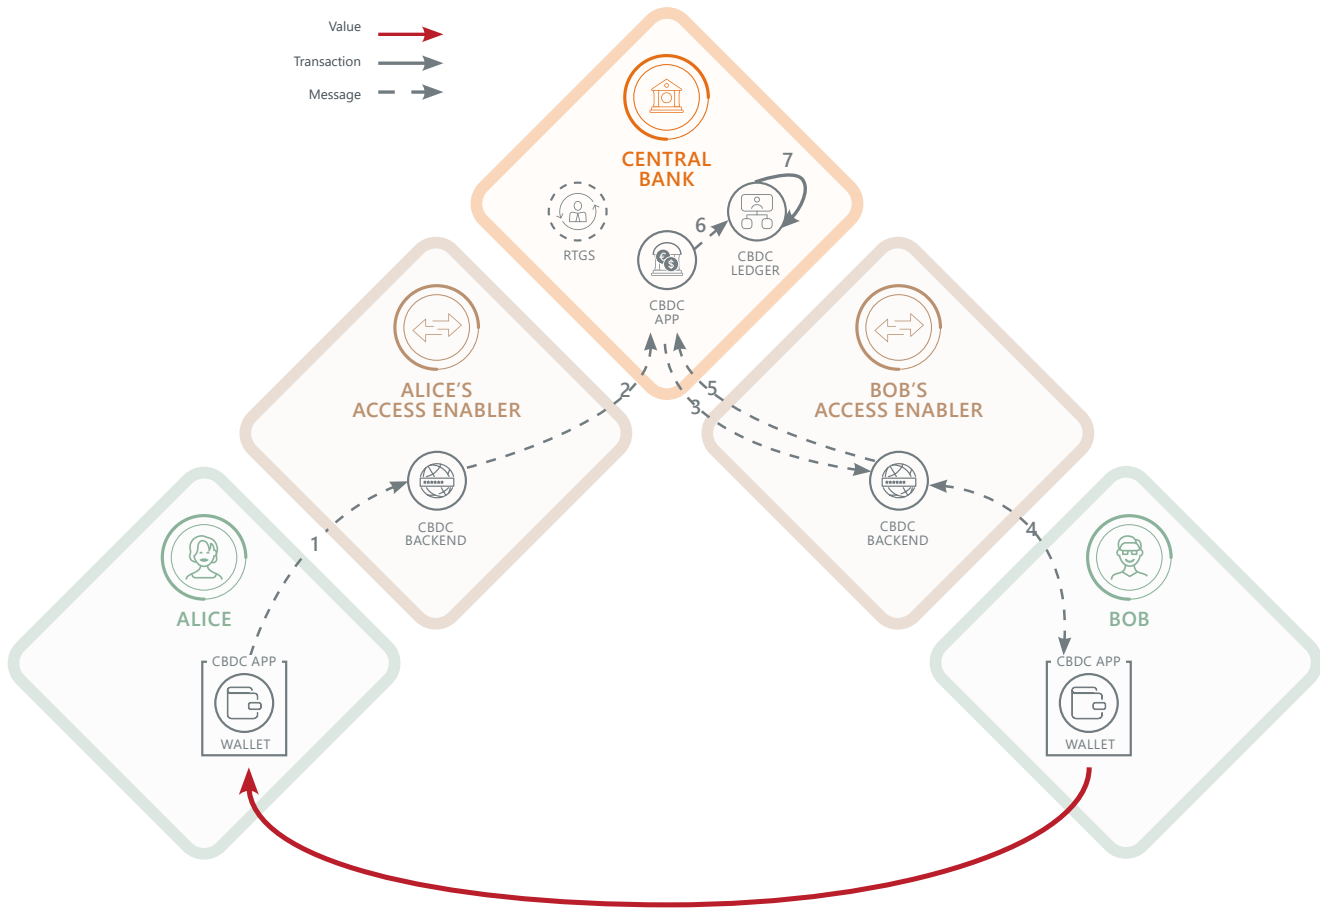 Value
Transaction
Message
CENTRAL
BANK
7
6
RTGS
CBDC
LEDGER
CBDC
APP
ALICE'S
ACCESS ENABLER
2
5
3
BOB'S
ACCESS ENABLER
CBDC
BACKEND
1
CBDC
BACKEND
4
ALICE
CBDC APP
WALLET
BOB
CBDC APP
WALLET